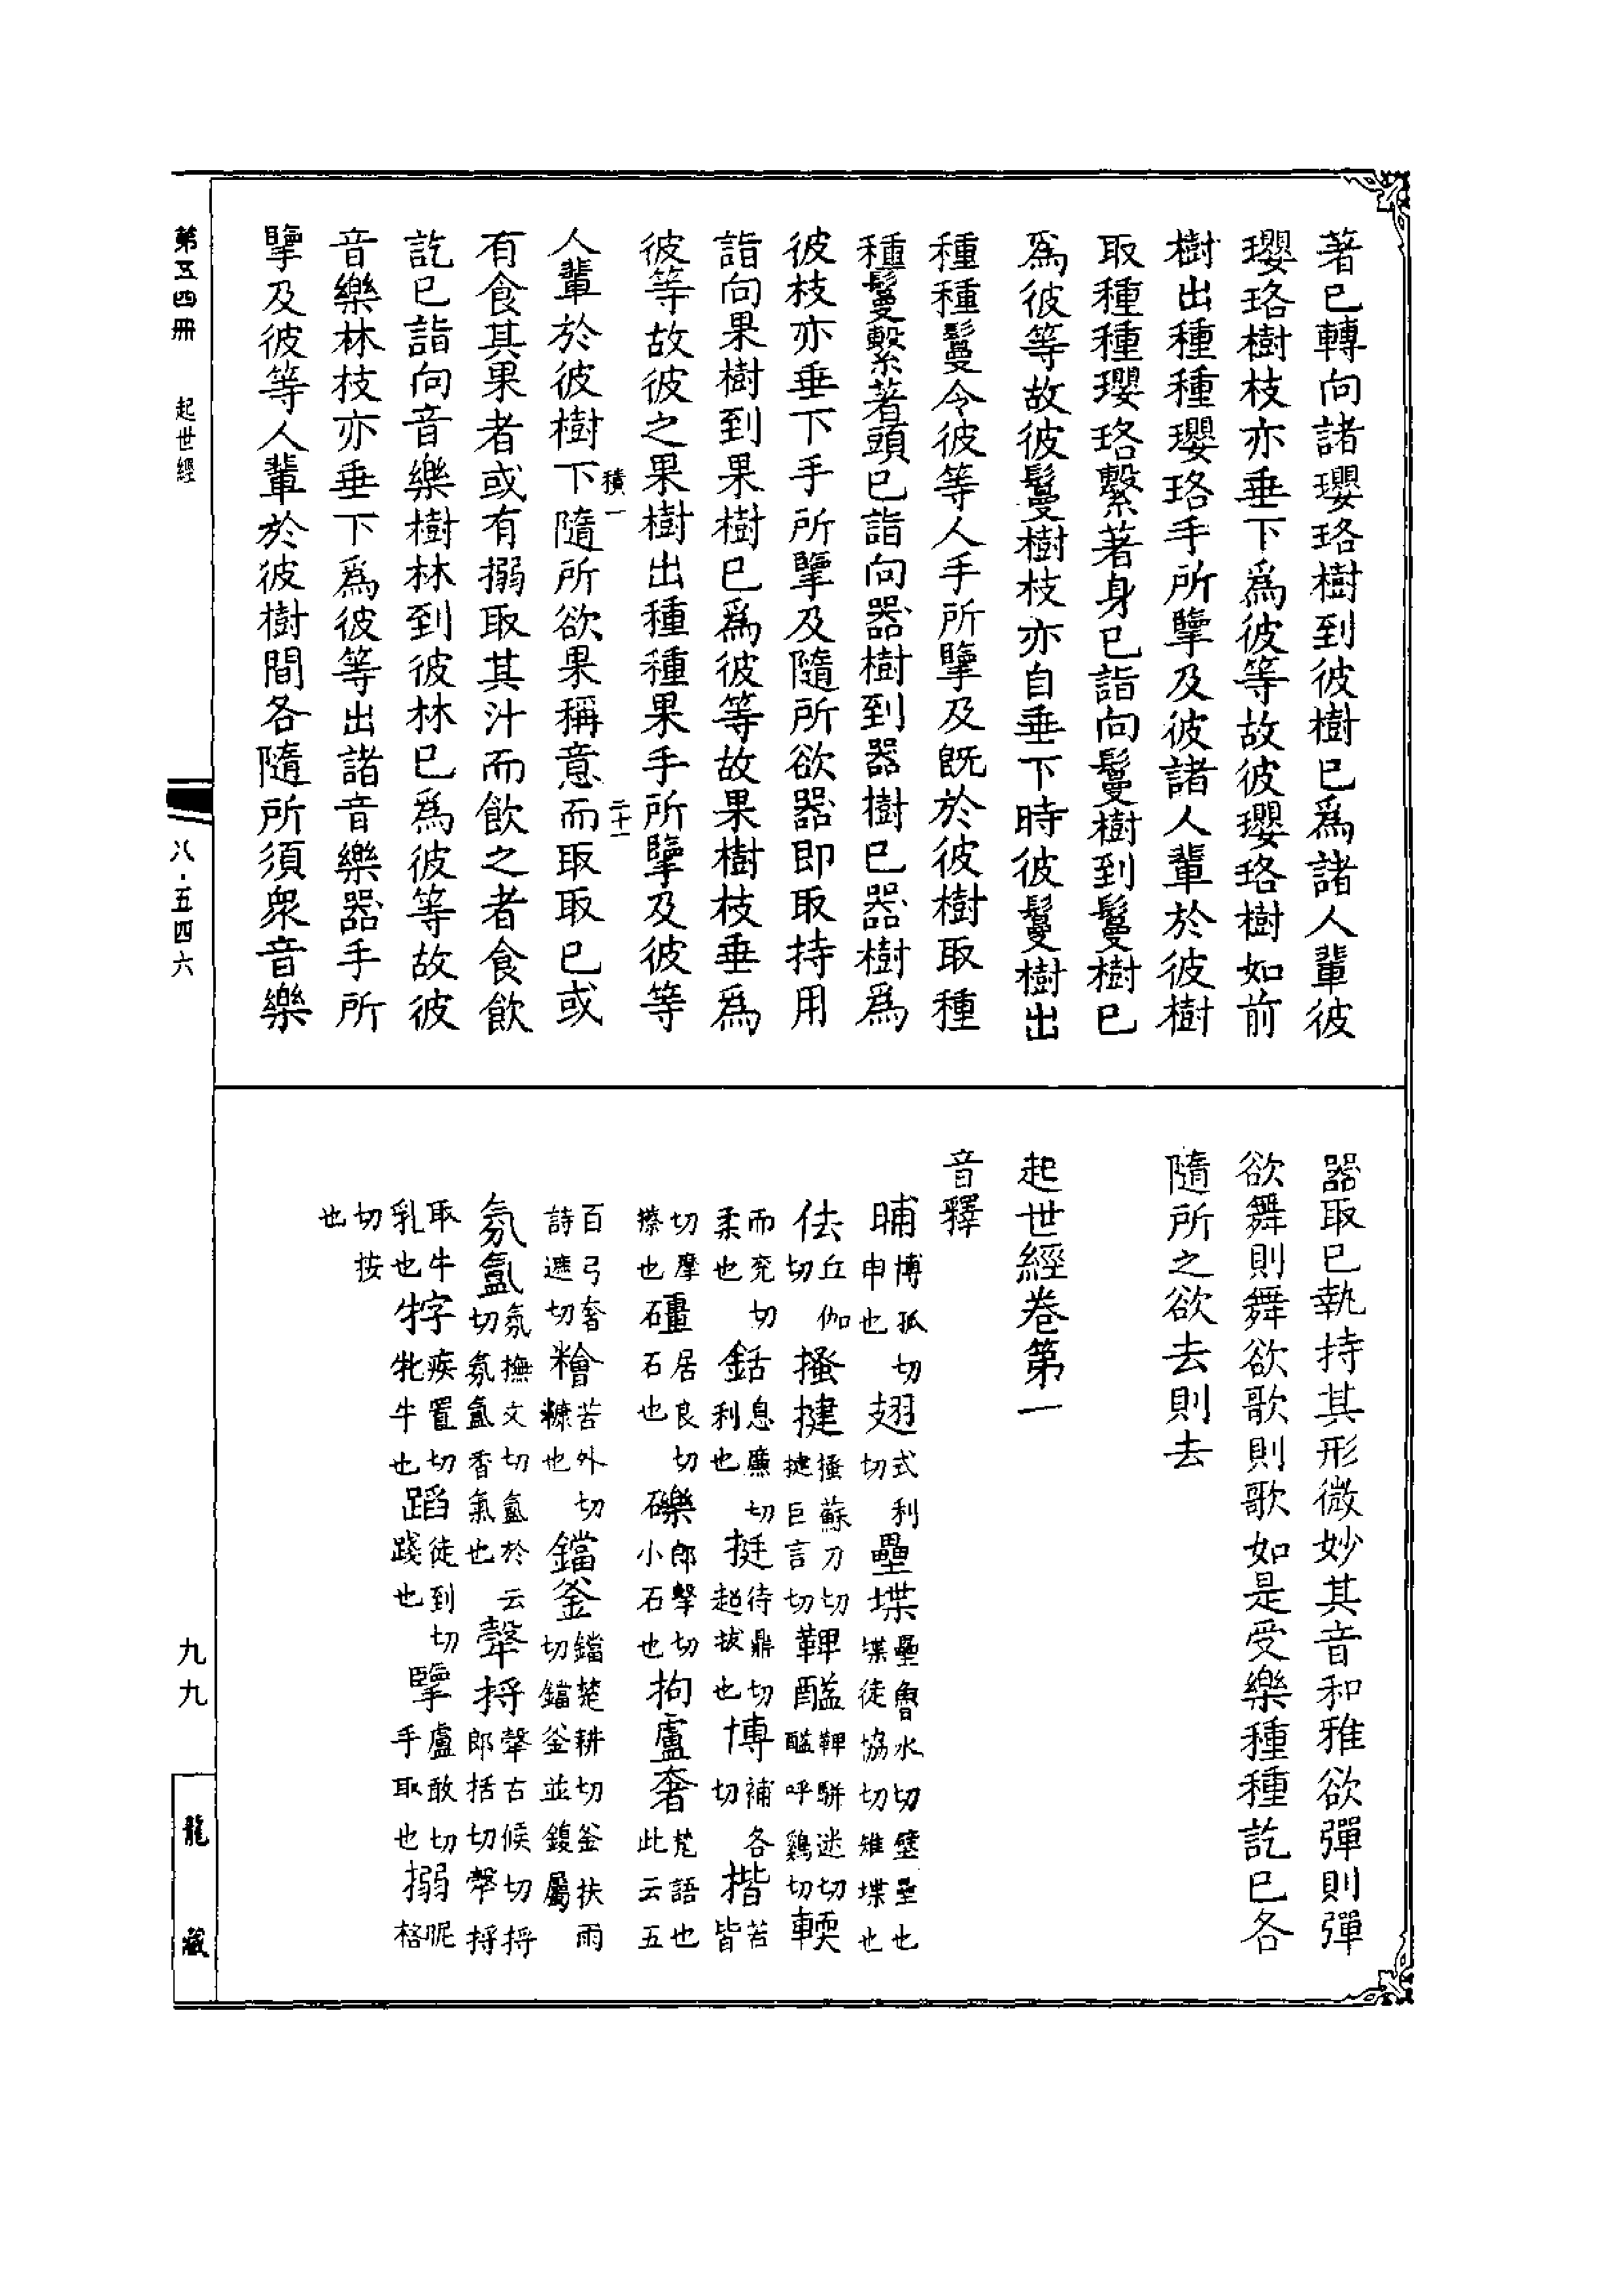 著已轉向諸瓔珞樹到彼樹已爲諸人輩彼
瓔珞樹枝亦垂下爲彼等故彼瓔珞樹如前
樹出種種瓔珞手所擥及彼諸人輩於彼樹
取種種瓔珞繫著身已詣向鬘樹到鬘樹已
爲彼等故彼鬘樹枝亦自垂下時彼鬘樹出
種種鬘令彼等人手所擥及既於彼樹取種
種鬘繫著頭已詣向器樹到器樹已器樹爲
彼枝亦垂下手所擥及隨所欲器即取持用
詣向果樹到果樹已爲彼等故果樹枝垂爲
彼等故彼之果樹出種種果手所擥及彼等
積一
二十一
人輩於彼樹下隨所欲果稱意而取取已或
有食其果者或有搦取其汁而飲之者食飲
訖已詣向音樂樹林到彼林已爲彼等故彼
音樂林枝亦垂下爲彼等出諸音樂器手所
擥及彼等人輩於彼樹間各隨所須衆音樂
器取已執持其形微妙其音和雅欲彈則彈
欲舞則舞欲歌則歌如是受樂種種訖已各
隨所之欲去則去
起世經卷第一
音釋
晡博孤切申也翅式利切壘堞壘魯水切壁壘也堞徒協切雉堞也
佉丘伽切搔揵搔蘇刀切揵巨言切鞞醯鞞駢迷切醯呼鷄切輭
而兖切柔也銛息廉切利也挺待鼎切超拔也博補各切揩苦皆
切摩擦也礓居良切石也礫郎擊切小石也拘盧奢梵語也此云五
百弓奢詩遮切糩苦外切糠也鐺釜鐺楚耕切釜扶雨切鐺釜並鍑屬
氛氳氛撫文切氳於云切氛氳香氣也㲉捋㲉古候切捋郎括切㲉捋
取牛乳也牸疾置切牝牛也蹈徒到切踐也擥盧敢切手取也搦昵格
切按也
第五四册
起世經
八·五四六
九九
龍藏